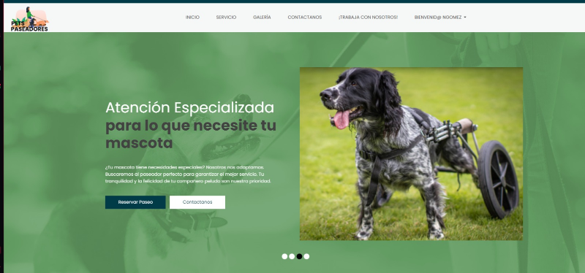 PASEADORES
INICIO
SERVICIO
GALERÍA
CONTACTANOS
¡TRABAJA CON NOSOTROS!
BIENVENID@ INGOMEZ
Atención Especializada
para lo que necesite tu
mascota
¿Tu mascota tiene necesidades especiales? Nosotros nos adaptamos.
Buscaremos al paseador perfecto para garantizar el mejor servicio. Tu
tranquilidad y la felicidad de tu compañero peludo son nuestra prioridad.
Reservar Paseo
Contactanos